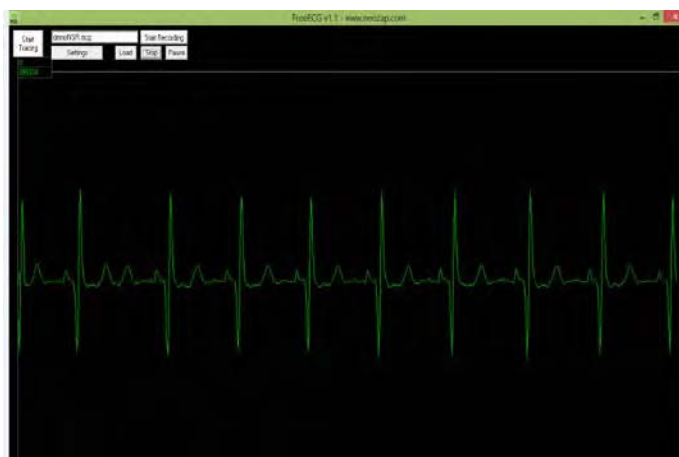 FreeECG v1.1 - www.neozap.com
Start
Tracing
Start Recording
Settings
Load
Stop
Pause